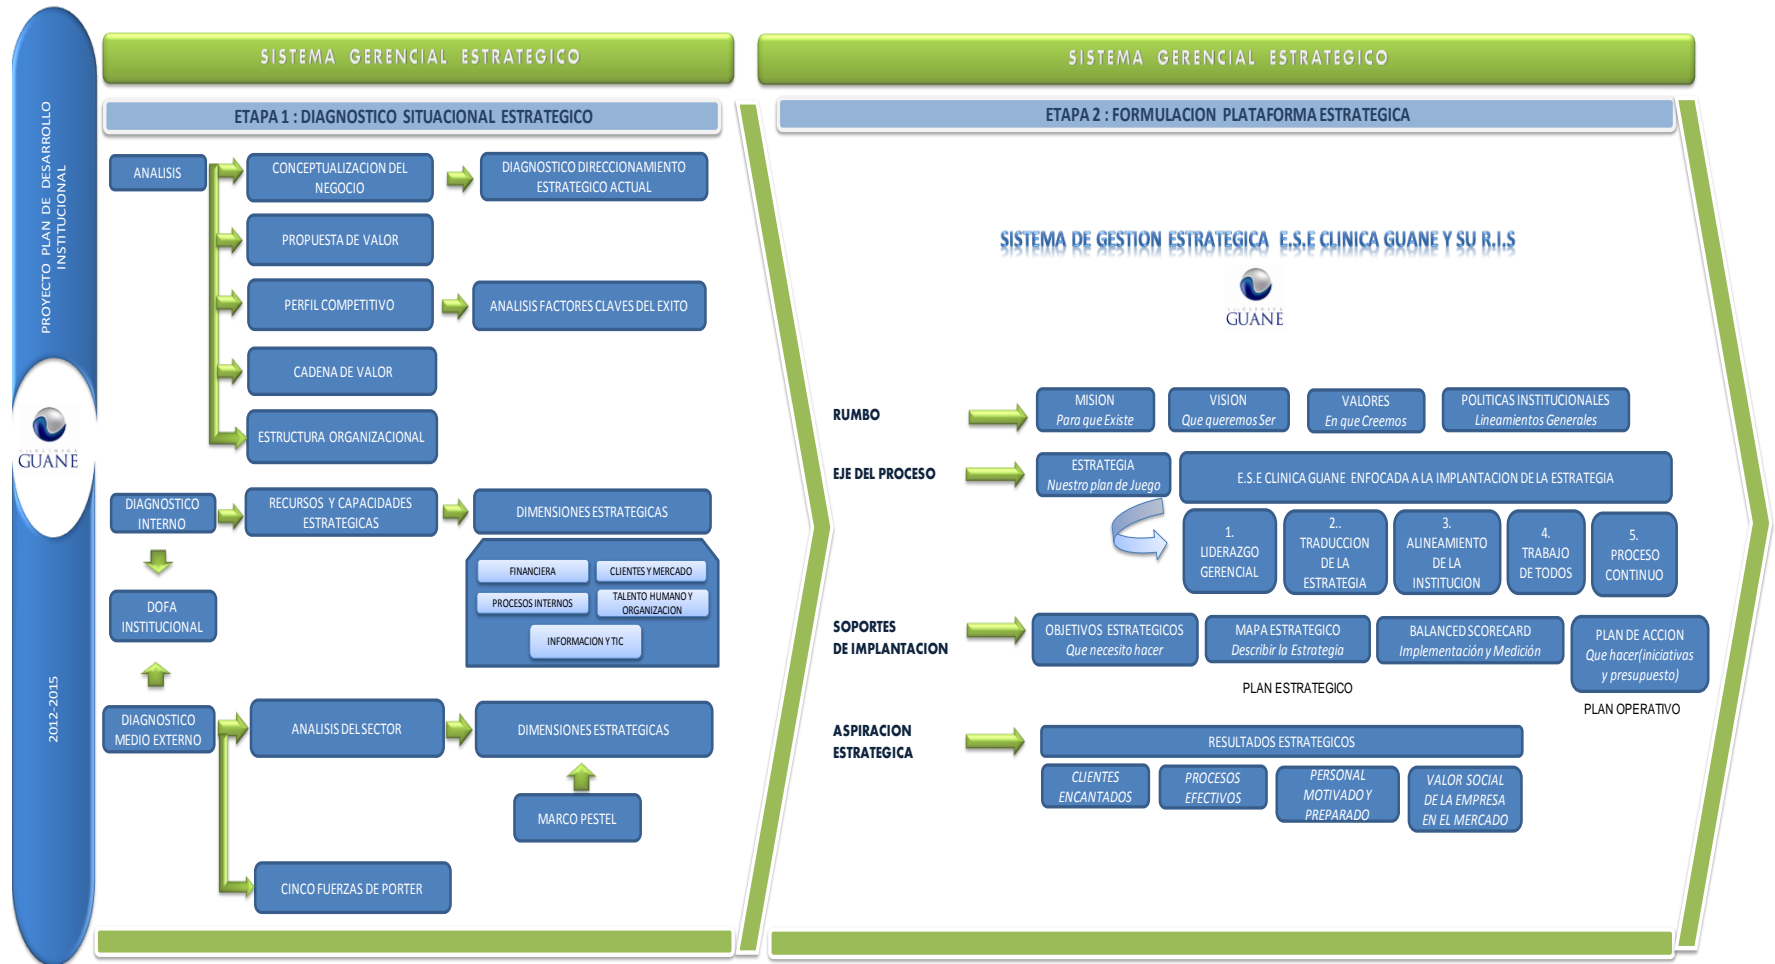 PROYECTO PLAN DE DESARROLLO
INSTITUCIONAL
GUANE
2012-2015
SISTEMA GERENCIAL ESTRATEGICO
ETAPA 1 : DIAGNOSTICO SITUACIONAL ESTRATEGICO
ANALISIS
CONCEPTUALIZACION DEL
NEGOCIO
DIAGNOSTICO DIRECCIONAMIENTO
ESTRATEGICO ACTUAL
PROPUESTA DE VALOR
PERFIL COMPETITIVO
ANALISIS FACTORES CLAVES DEL EXITO
CADENA DE VALOR
ESTRUCTURA ORGANIZACIONAL
DIAGNOSTICO
INTERNO
RECURSOS Y CAPACIDADES
ESTRATEGICAS
DIMENSIONES ESTRATEGICAS
FINANCIERA
CLIENTES Y MERCADO
PROCESOS INTERNOS
TALENTO HUMANO Y
ORGANIZACION
INFORMACION Y TIC
DOFA
INSTITUCIONAL
DIAGNOSTICO
MEDIO EXTERNO
ANALISIS DEL SECTOR
DIMENSIONES ESTRATEGICAS
MARCO PESTEL
CINCO FUERZAS DE PORTER
SISTEMA GERENCIAL ESTRATEGICO
ETAPA 2 : FORMULACION PLATAFORMA ESTRATEGICA
SISTEMA DE GESTION ESTRATEGICA E.S.E CLINICA GUANE Y SU R.I.S
GUANE
RUMBO
MISION
Para que Existe
VISION
Que queremos Ser
VALORES
En que Creemos
POLITICAS INSTITUCIONALES
Lineamientos Generales
EJE DEL PROCESO
ESTRATEGIA
Nuestro plan de Juego
E.S.E CLINICA GUANE ENFOCADA A LA IMPLANTACION DE LA ESTRATEGIA
1.
LIDERAZGO
GERENCIAL
2..
TRADUCCION
DE LA
ESTRATEGIA
3.
ALINEAMIENTO
DE LA
INSTITUCION
4.
TRABAJO
DE TODOS
5.
PROCESO
CONTINUO
SOPORTES
DE IMPLANTACION
OBJETIVOS ESTRATEGICOS
Que necesito hacer
MAPA ESTRATEGICO
Describir la Estrategia
BALANCED SCORECARD
Implementación y Medición
PLAN DE ACCION
Que hacer(iniciativas
y presupuesto)
PLAN ESTRATEGICO
PLAN OPERATIVO
ASPIRACION
ESTRATEGICA
RESULTADOS ESTRATEGICOS
CLIENTES
ENCANTADOS
PROCESOS
EFECTIVOS
PERSONAL
MOTIVADO Y
PREPARADO
VALOR SOCIAL
DE LA EMPRESA
EN EL MERCADO